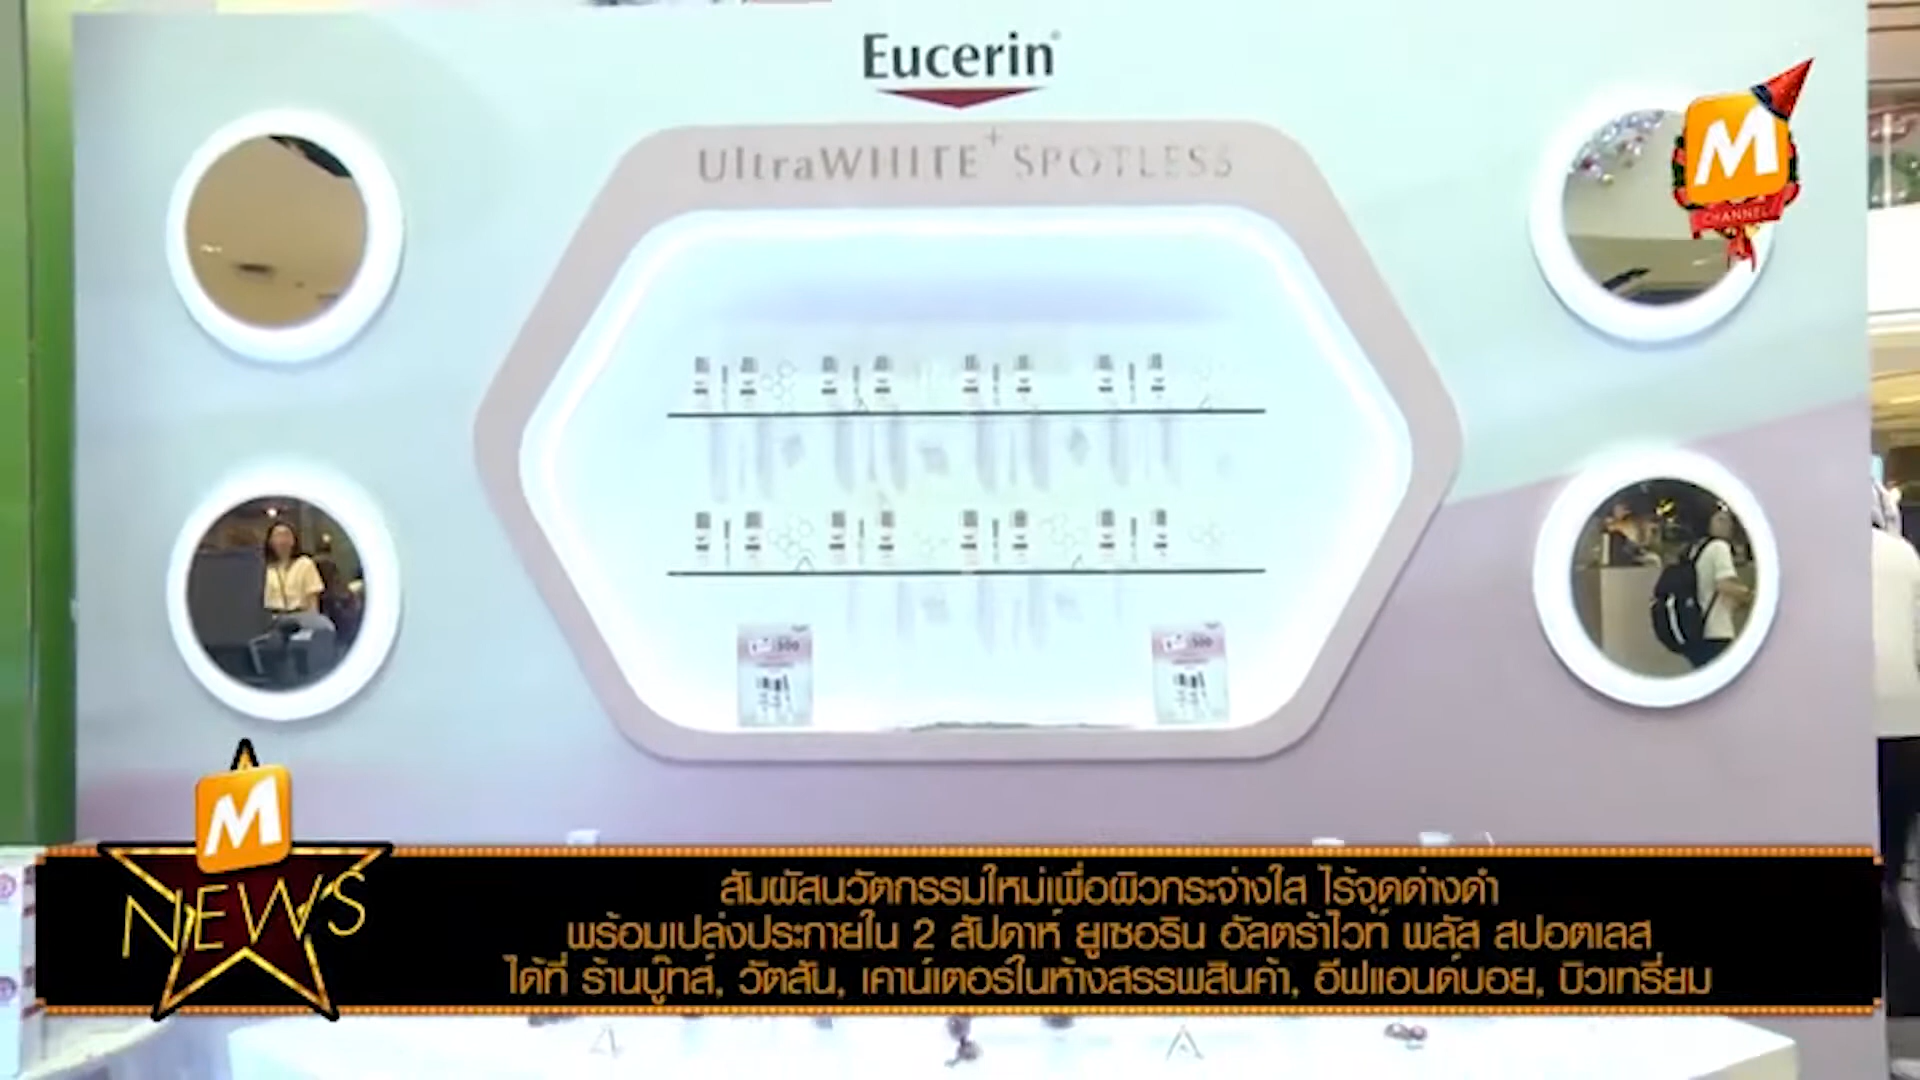 Eucerin
UltraWHITE+ SPOTLESS
M
CHANNEL
500
500
M
NEWS
สัมผัสนวัตกรรมใหม่เพื่อผิวกระจ่างใส ไร้จุดด่างดำ
พร้อมเปล่งประกายใน 2 สัปดาห์ ยูเซอริน อัลตร้าไวท์ พลัส สปอตเลส
ได้ที่ ร้านบู๊ทส์, วัตสัน, เคาน์เตอร์ในห้างสรรพสินค้า, อีฟแอนด์บอย, บิวเทรี่ยม